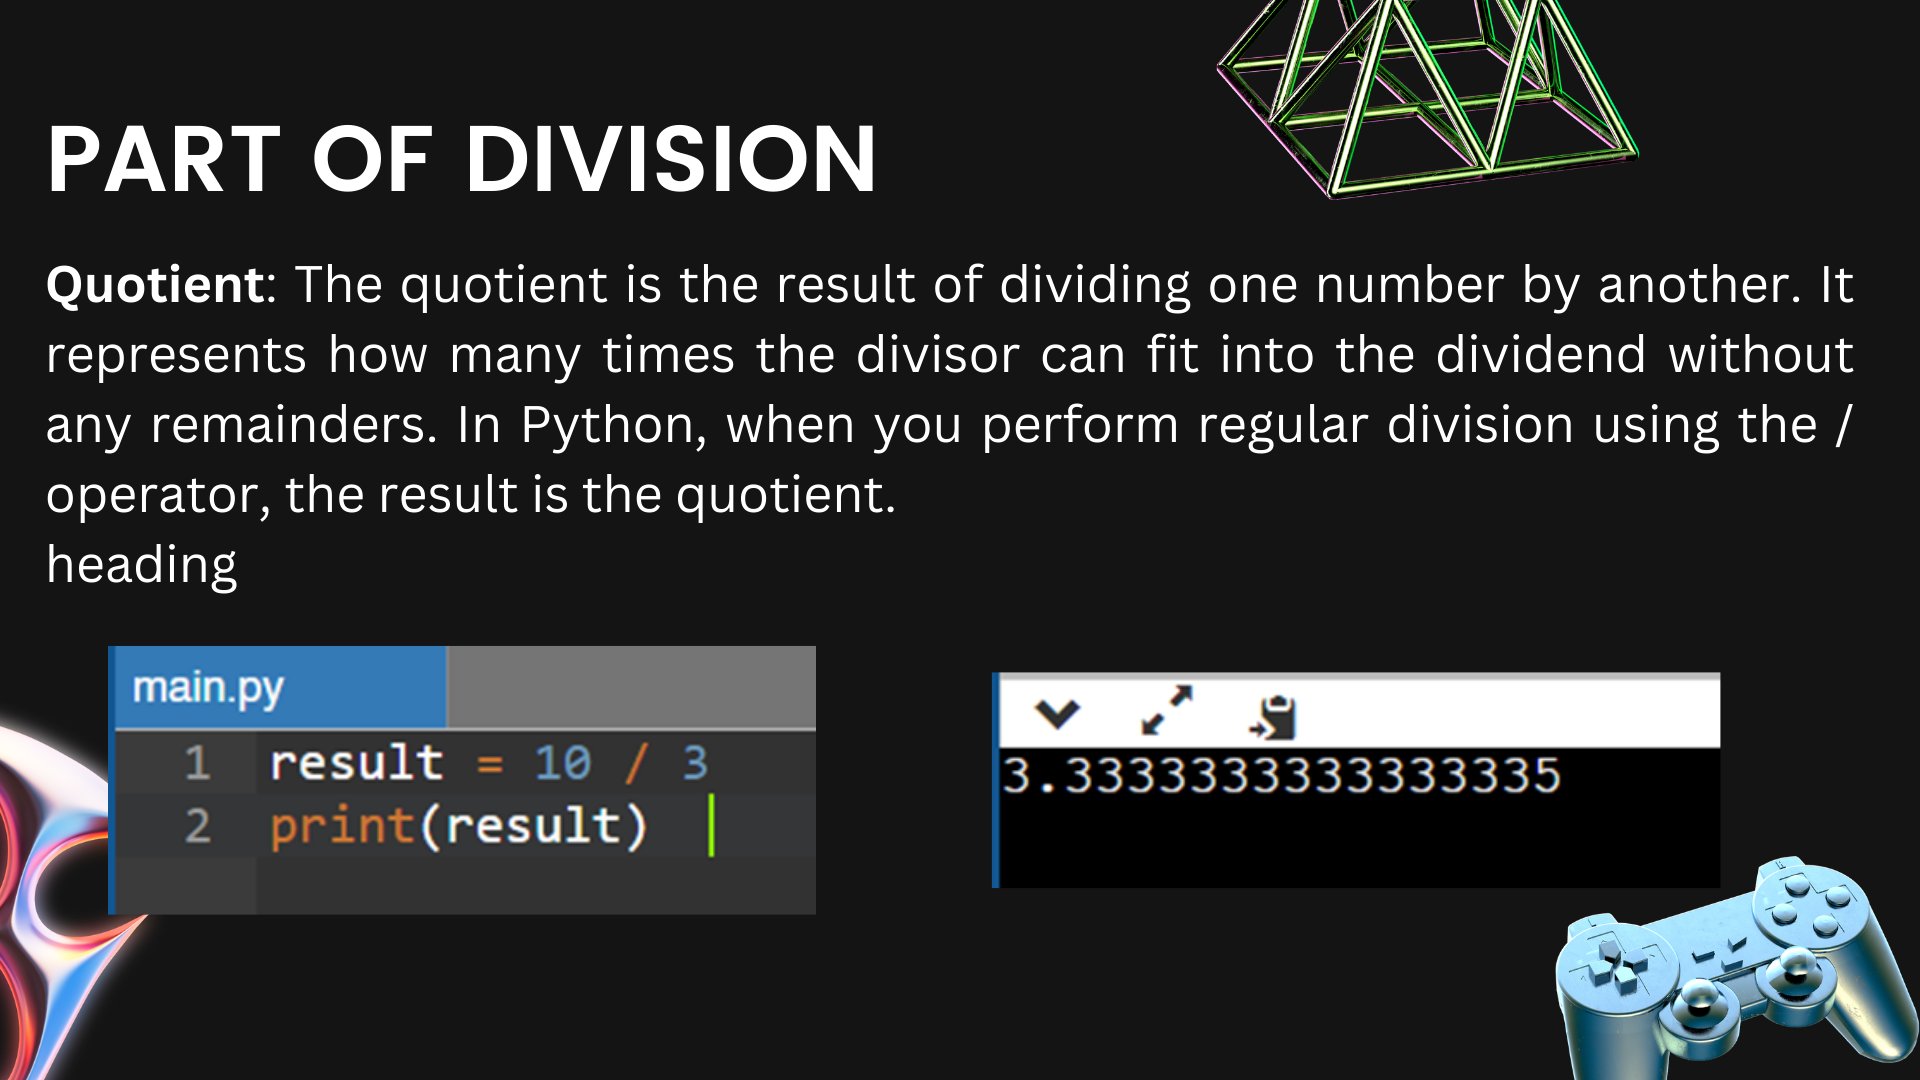 PART OF DIVISION
Quotient: The quotient is the result of dividing one number by another. It
represents how many times the divisor can fit into the dividend without
any remainders. In Python, when you perform regular division using the /
operator, the result is the quotient.
heading
main.py
1 result = 10 / 3
2 print(result)
3.3333333333333335